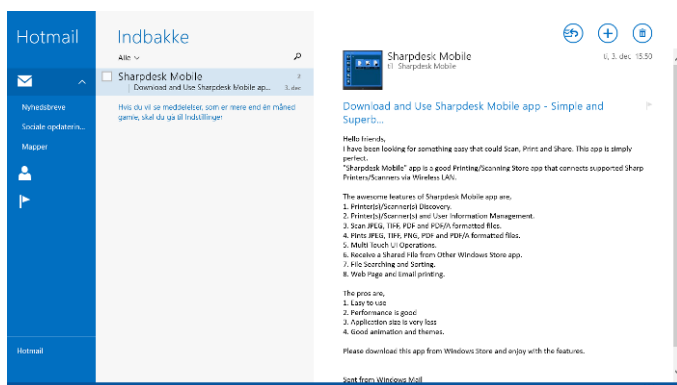 Hotmail
Nyhedsbreve
Sociale opdaterin...
Mapper
Hotmail
Indbakke
Alle
Sharpdesk Mobile
2
Download and Use Sharpdesk Mobile ap...
3. dec
Hvis du vil se meddelelser, som er mere end én måned
gamle, skal du gå til Indstillinger
Sharpdesk Mobile
ti, 3. dec 15.50
til Sharpdesk Mobile
Download and Use Sharpdesk Mobile app - Simple and
Superb...
Hello friends,
I have been looking for something easy that could Scan, Print and Share. This app is simply
perfect.
"Sharpdesk Mobile" app is a good Printing/Scanning Store app that connects supported Sharp
Printers/Scanners via Wireless LAN.
The awesome features of Sharpdesk Mobile app are,
1. Printer(s)/Scanner(s) Discovery.
2. Printer(s)/Scanner(s) and User Information Management.
3. Scan JPEG, TIFF, PDF and PDF/A formatted files.
4. Pints JPEG, TIFF, PNG, PDF and PDF/A formatted files.
5. Multi Touch UI Operations.
6. Receive a Shared File from Other Windows Store app.
7. File Searching and Sorting.
8. Web Page and Email printing.
The pros are,
1. Easy to use
2. Performance is good
3. Application size is very less
4. Good animation and themes.
Please download this app from Windows Store and enjoy with the features.
Sent from Windows Mail